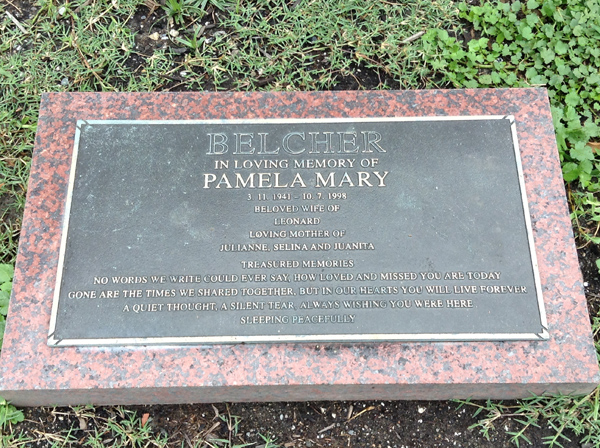 BELCHER
IN LOVING MEMORY OF
PAMELA MARY
3. 11. 1941 - 10. 7. 1998
BELOVED WIFE OF
LEONARD
LOVING MOTHER OF
JULIANNE, SELINA AND JUANITA
TREASURED MEMORIES
NO WORDS WE WRITE COULD EVER SAY, HOW LOVED AND MISSED YOU ARE TODAY
GONE ARE THE TIMES WE SHARED TOGETHER, BUT IN OUR HEARTS YOU WILL LIVE FOREVER
A QUIET THOUGHT, A SILENT TEAR, ALWAYS WISHING YOU WERE HERE
SLEEPING PEACEFULLY